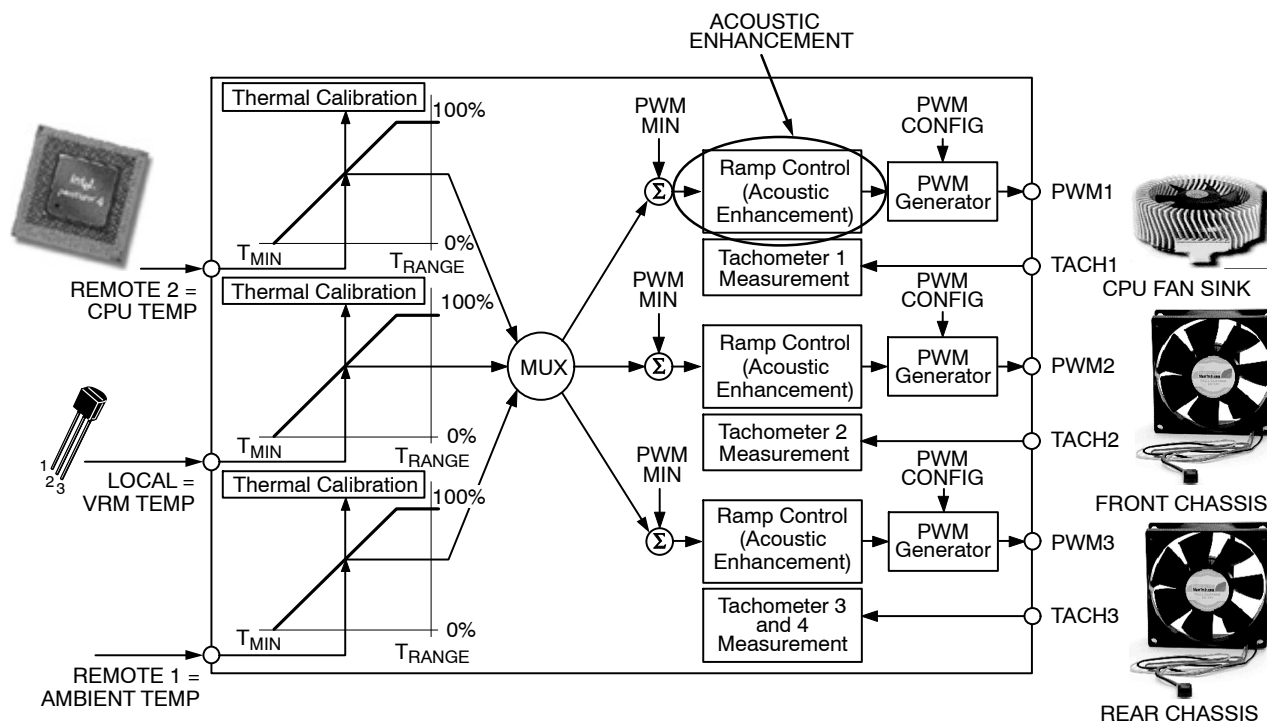 ACOUSTIC
ENHANCEMENT
Thermal Calibration
100%
T_MIN
0%
T_RANGE
REMOTE 2 =
CPU TEMP
intel
pentium 4
Thermal Calibration
100%
T_MIN
0%
T_RANGE
1
2
3
LOCAL =
VRM TEMP
Thermal Calibration
100%
T_MIN
0%
T_RANGE
REMOTE 1 =
AMBIENT TEMP
MUX
PWM
MIN
Σ
Ramp Control
(Acoustic
Enhancement)
PWM
CONFIG
PWM
Generator
PWM1
Tachometer 1
Measurement
TACH1
CPU FAN SINK
PWM
MIN
Σ
Ramp Control
(Acoustic
Enhancement)
PWM
CONFIG
PWM
Generator
PWM2
Tachometer 2
Measurement
TACH2
FRONT CHASSIS
PWM
MIN
Σ
Ramp Control
(Acoustic
Enhancement)
PWM
CONFIG
PWM
Generator
PWM3
Tachometer 3
and 4
Measurement
TACH3
REAR CHASSIS